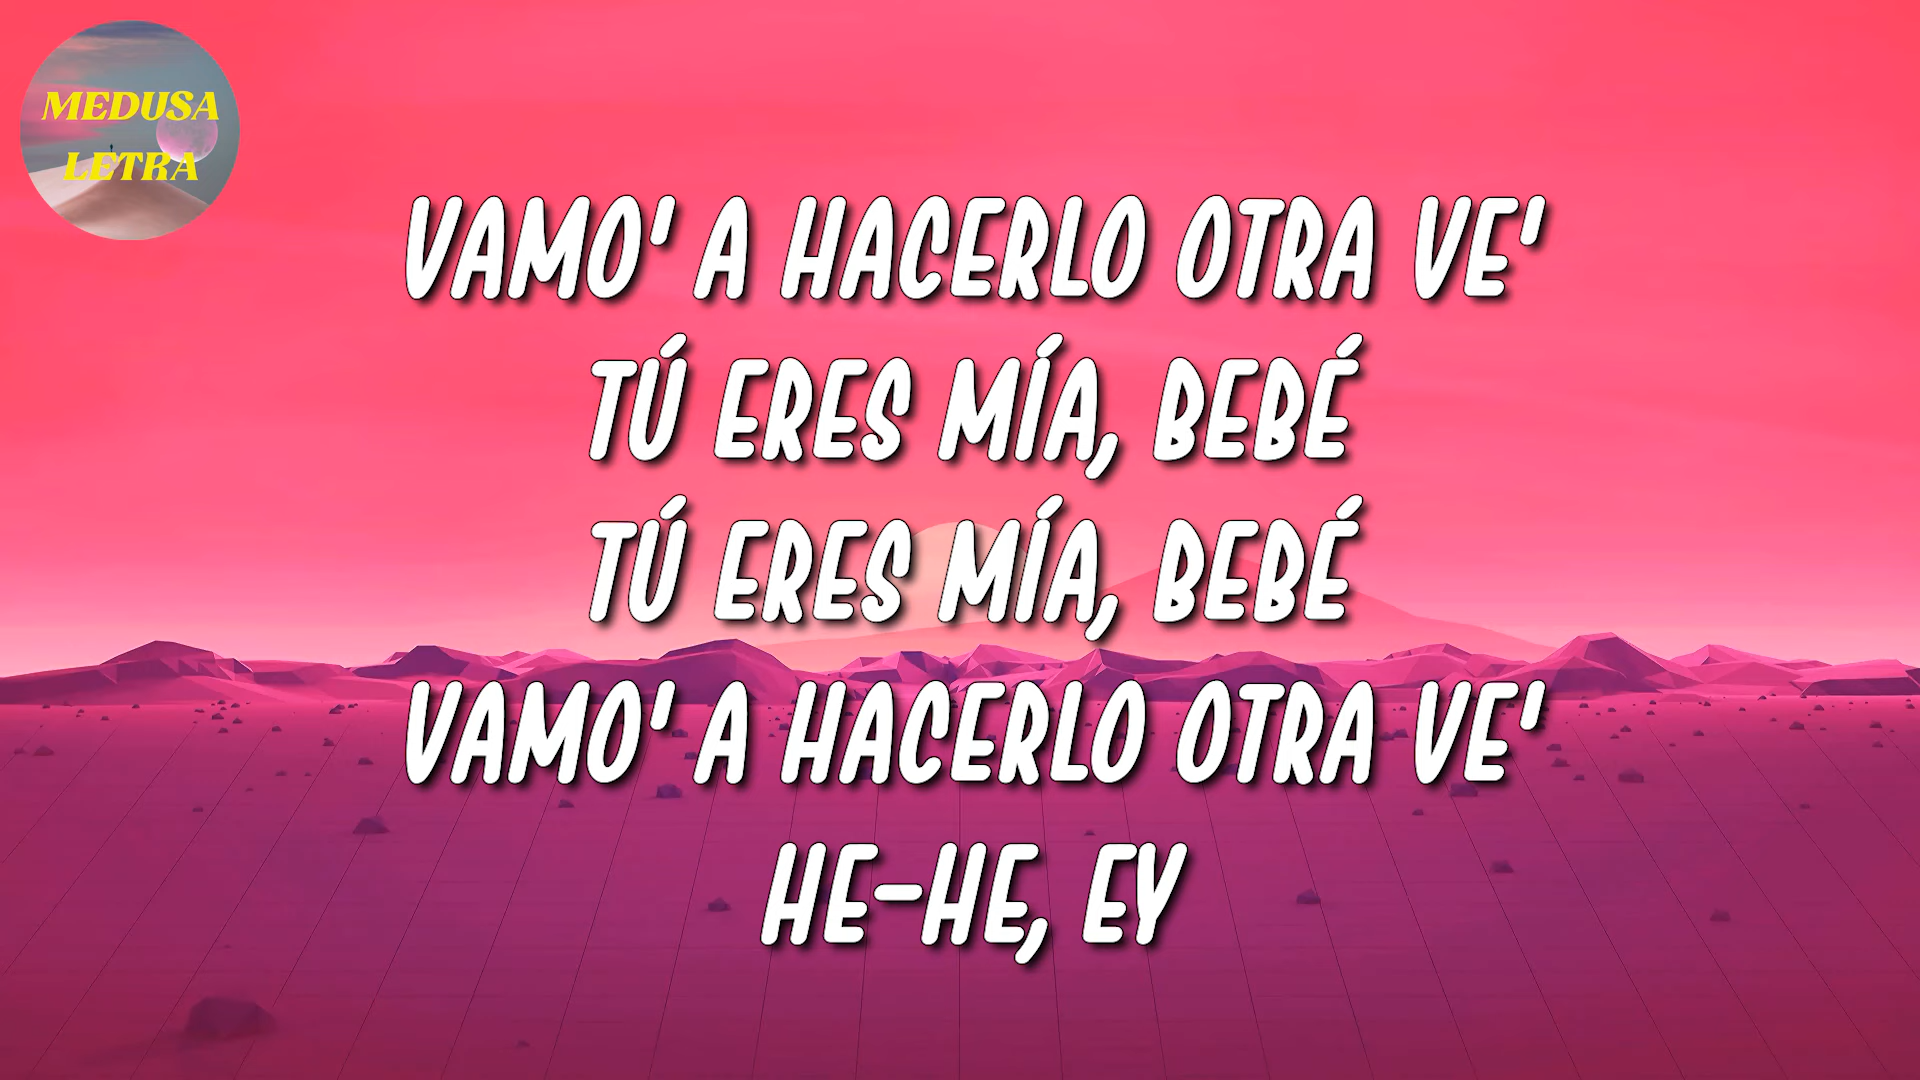 MEDUSA
LETRA
VAMO' A HACERLO OTRA VE'
TÚ ERES MÍA, BEBÉ
TÚ ERES MÍA, BEBÉ
VAMO' A HACERLO OTRA VE'
HE-HE, EY